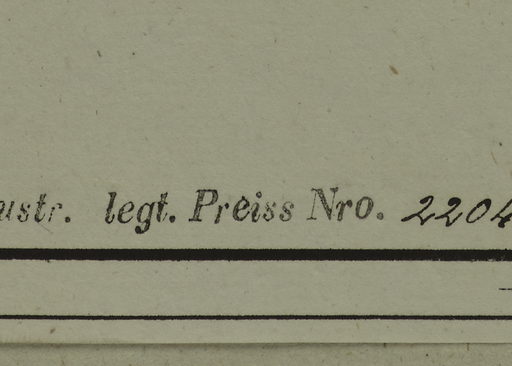 ustr. legt. Preiss Nro. 2204